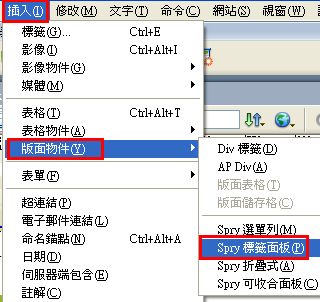 插入(I) 修改(M) 文字(T) 命令(C) 網站(S) 視窗(W)
標籤(G)... Ctrl+E
影像(I) Ctrl+Alt+I
影像物件(G)
媒體(M)
表格(T) Ctrl+Alt+T
表格物件(A)
版面物件(Y)
表單(F)
超連結(P)
電子郵件連結(L)
命名錨點(N) Ctrl+Alt+A
日期(D)
伺服器端包含(E)
註解(C)
Div 標籤(D)
AP Div(A)
版面表格(T)
版面儲存格(C)
Spry 選單列(M)
Spry 標籤面板(P)
Spry 折疊式(A)
Spry 可收合面板(C)